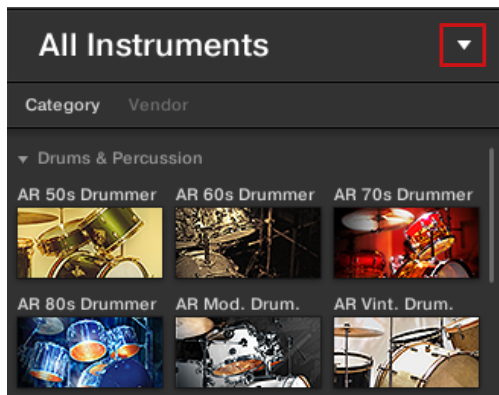 All Instruments
Category Vendor
Drums & Percussion
AR 50s Drummer AR 60s Drummer AR 70s Drummer
AR 80s Drummer AR Mod. Drum. AR Vint. Drum.